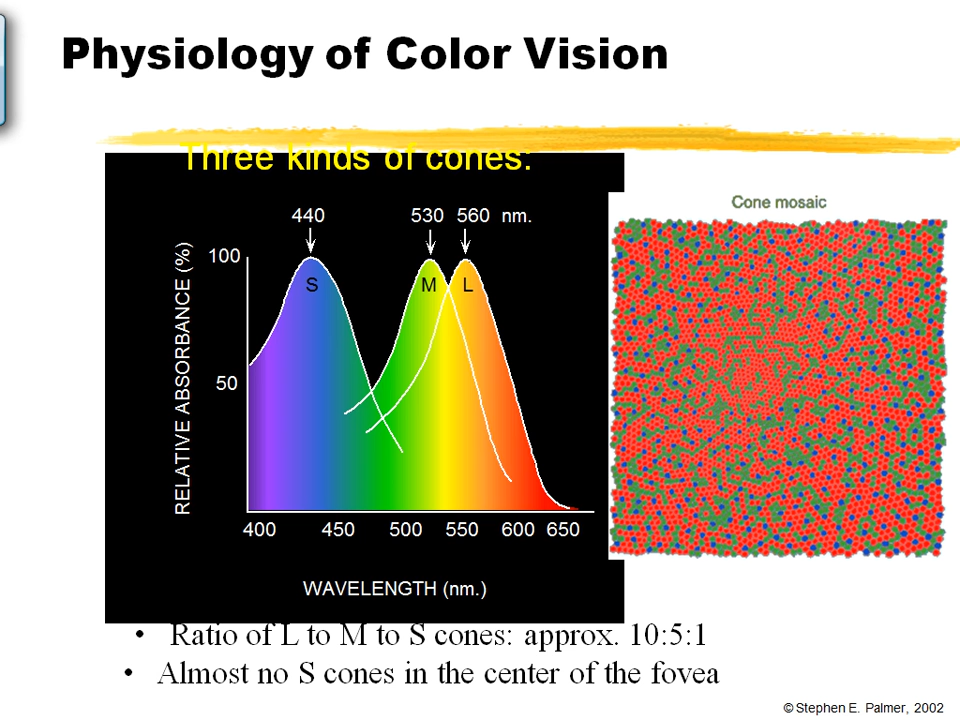 Physiology of Color Vision
Three kinds of cones:
440 530 560 nm.
Cone mosaic
RELATIVE ABSORBANCE (%)
100
50
S M L
400 450 500 550 600 650
WAVELENGTH (nm.)
• Ratio of L to M to S cones: approx. 10:5:1
• Almost no S cones in the center of the fovea
© Stephen E. Palmer, 2002